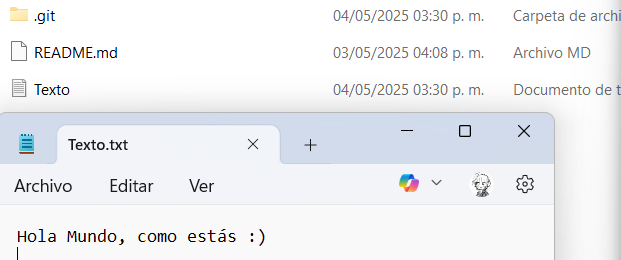 .git 04/05/2025 03:30 p. m. Carpeta de archi
README.md 03/05/2025 04:08 p. m. Archivo MD
Texto 04/05/2025 03:30 p. m. Documento de t
Texto.txt
Archivo Editar Ver
Hola Mundo, como estás :)